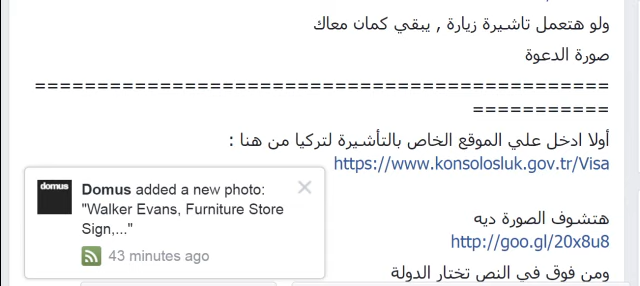 ولو هتعمل تاشيرة زيارة , يبقي كمان معاك
صورة الدعوة
==============================================
===========
أولا ادخل علي الموقع الخاص بالتأشيرة لتركيا من هنا :
https://www.konsolosluk.gov.tr/Visa
هتشوف الصورة ديه
http://goo.gl/20x8u8
ومن فوق في النص تختار الدولة
domus
Domus added a new photo:
"Walker Evans, Furniture Store
Sign,..."
43 minutes ago